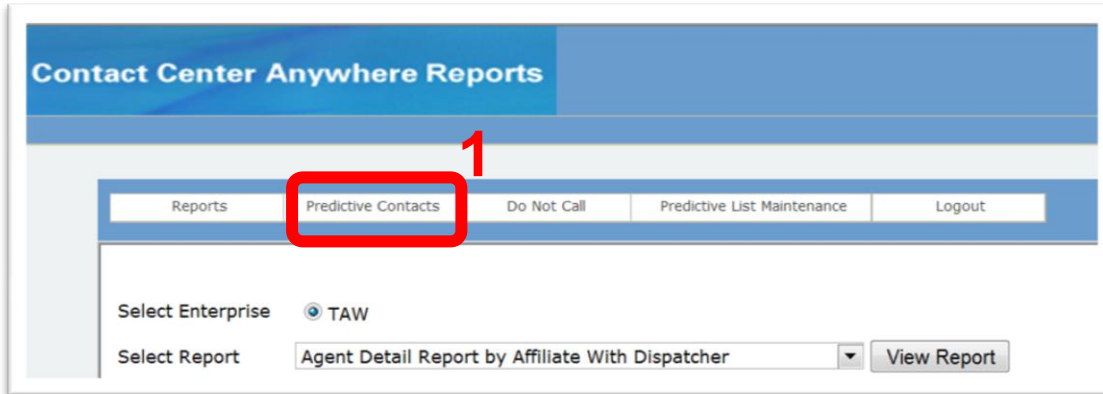 Contact Center Anywhere Reports
1
Reports Predictive Contacts Do Not Call Predictive List Maintenance Logout
Select Enterprise TAW
Select Report Agent Detail Report by Affiliate With Dispatcher View Report